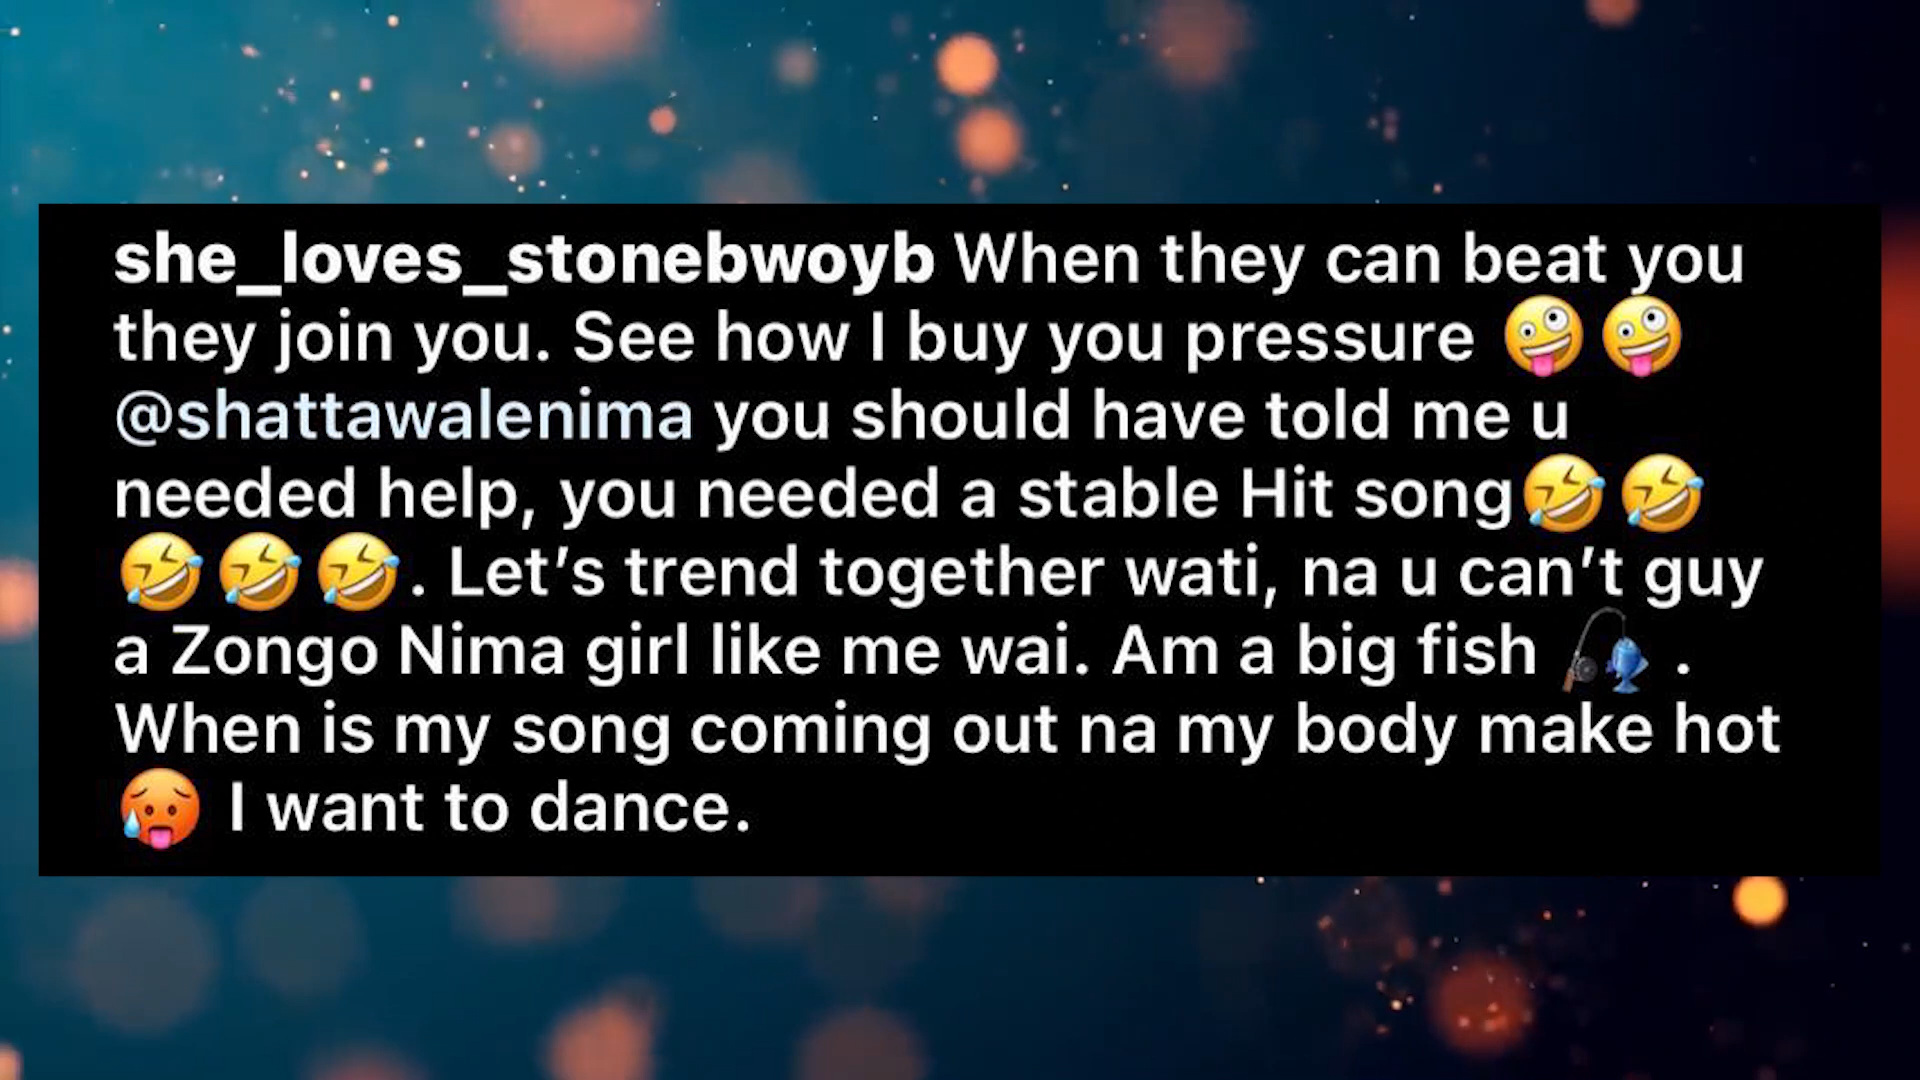 she_loves_stonebwoyb When they can beat you
they join you. See how I buy you pressure 🤪🤪
@shattawalenima you should have told me u
needed help, you needed a stable Hit song🤣🤣
🤣🤣🤣. Let’s trend together wati, na u can’t guy
a Zongo Nima girl like me wai. Am a big fish 🎣 .
When is my song coming out na my body make hot
🥵 I want to dance.